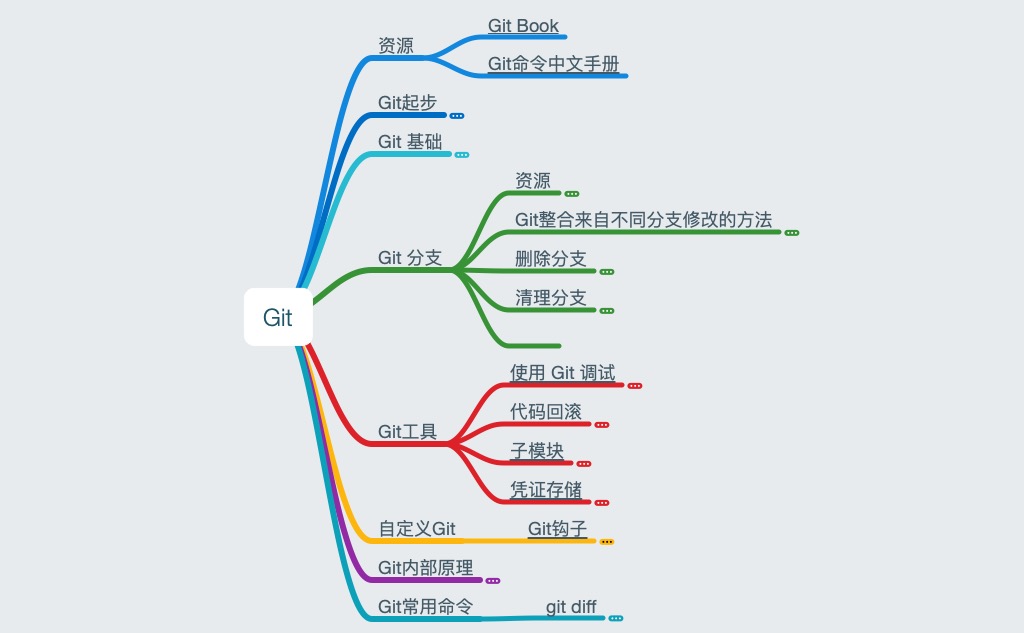 Git
资源
Git Book
Git命令中文手册
Git起步
Git 基础
Git 分支
资源
Git整合来自不同分支修改的方法
删除分支
清理分支
Git工具
使用 Git 调试
代码回滚
子模块
凭证存储
自定义Git
Git钩子
Git内部原理
Git常用命令
git diff